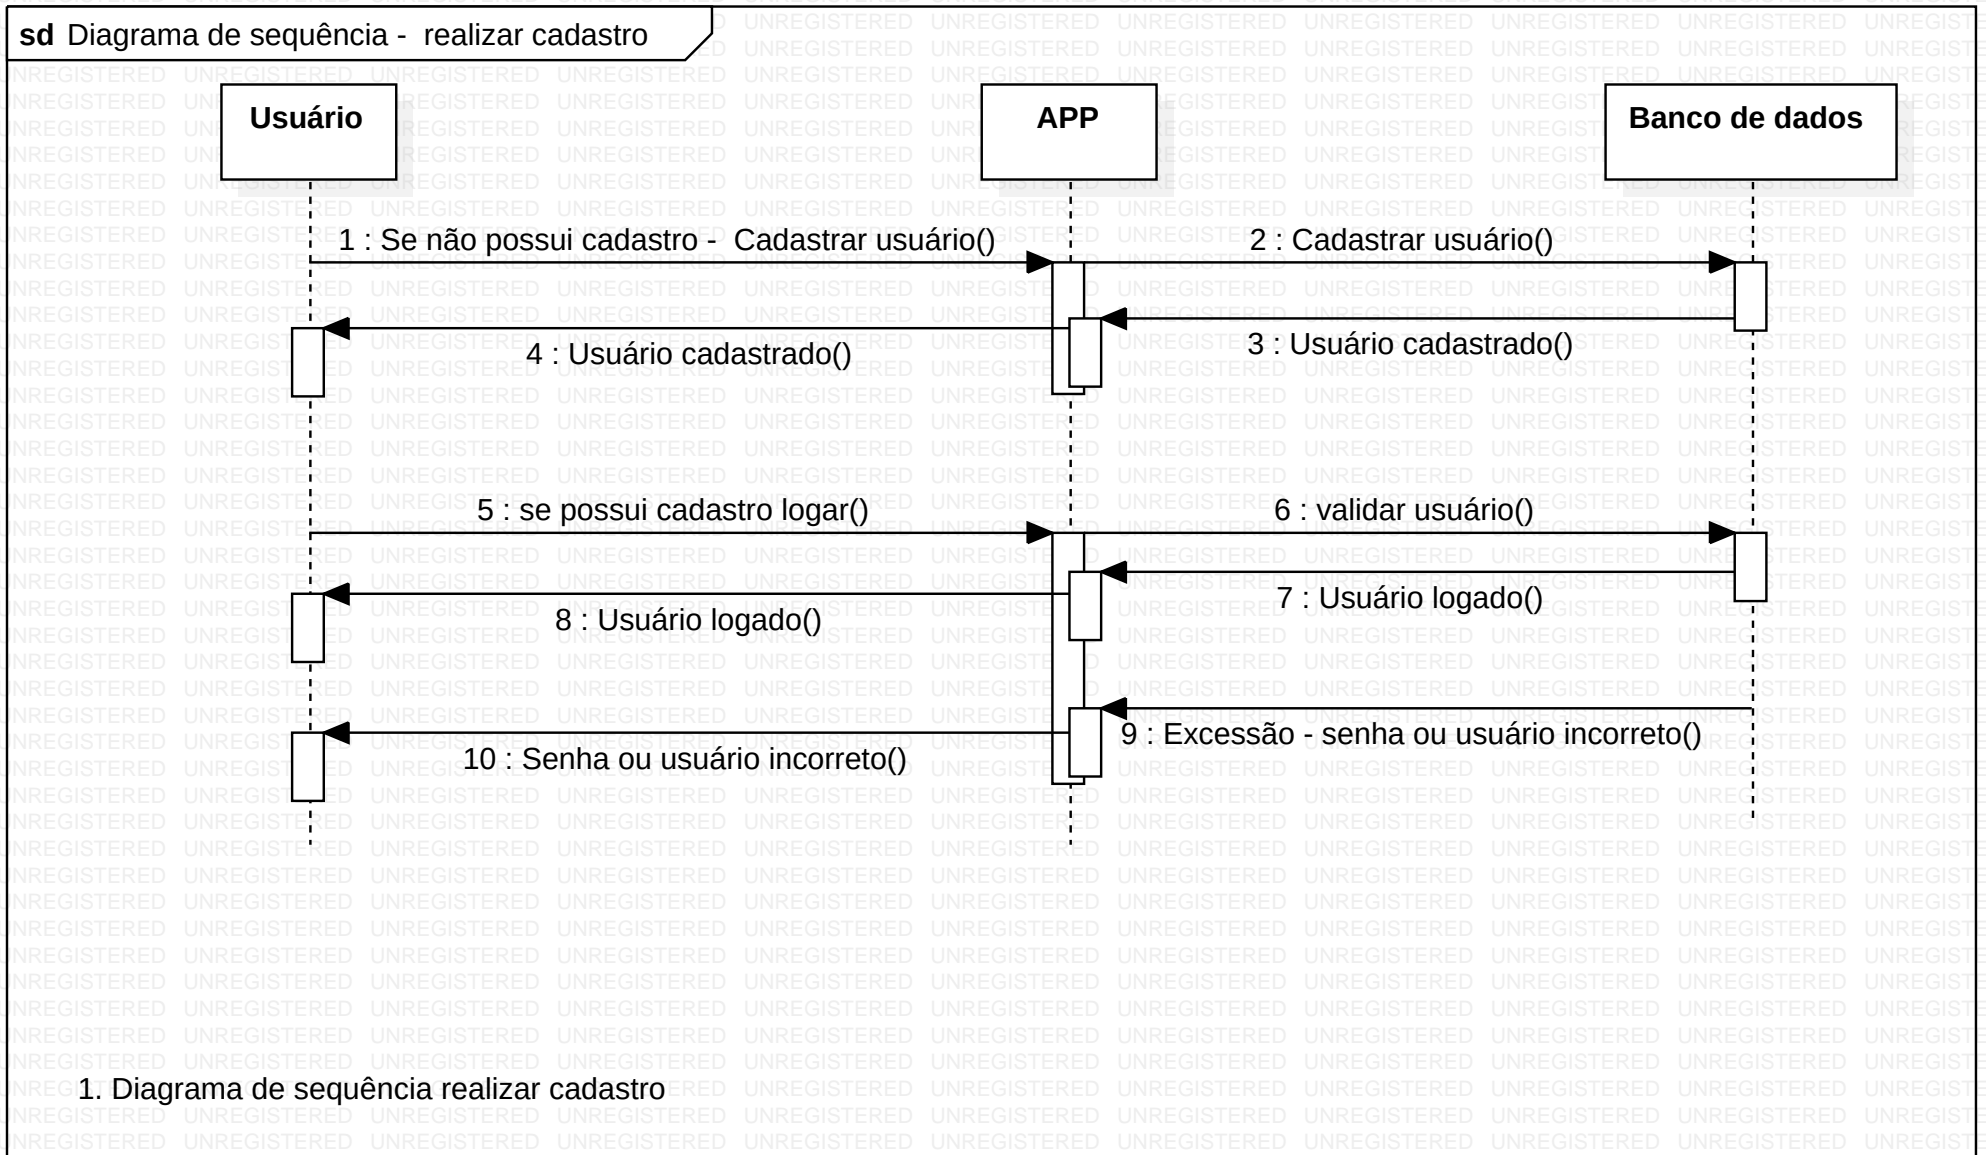 sd Diagrama de sequência - realizar cadastro
Usuário
APP
Banco de dados
1 : Se não possui cadastro - Cadastrar usuário()
2 : Cadastrar usuário()
3 : Usuário cadastrado()
4 : Usuário cadastrado()
5 : se possui cadastro logar()
6 : validar usuário()
7 : Usuário logado()
8 : Usuário logado()
9 : Excessão - senha ou usuário incorreto()
10 : Senha ou usuário incorreto()
1. Diagrama de sequência realizar cadastro
UNREGISTERED